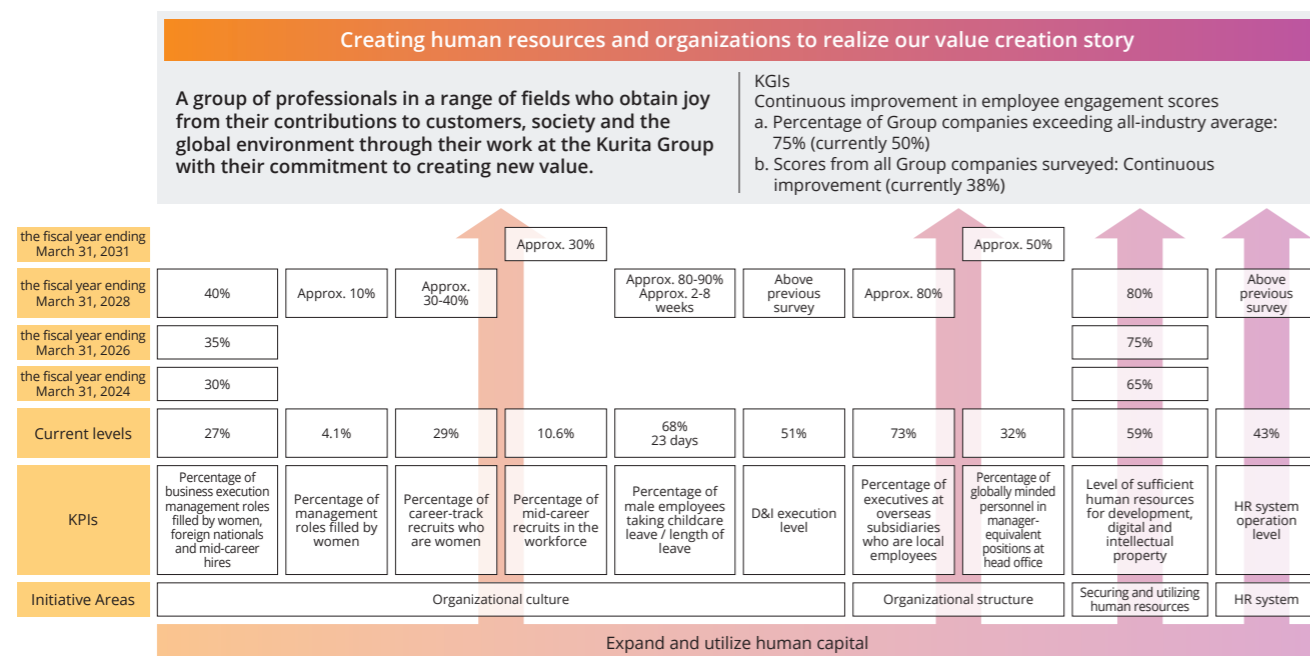 Creating human resources and organizations to realize our value creation story
A group of professionals in a range of fields who obtain joy
from their contributions to customers, society and the
global environment through their work at the Kurita Group
with their commitment to creating new value.
KGIs
Continuous improvement in employee engagement scores
a. Percentage of Group companies exceeding all-industry average:
75% (currently 50%)
b. Scores from all Group companies surveyed: Continuous
improvement (currently 38%)
the fiscal year ending
March 31, 2031
Approx. 30%
Approx. 50%
the fiscal year ending
March 31, 2028
40%
Approx. 10%
Approx.
30-40%
Approx. 80-90%
Approx. 2-8
weeks
Above
previous
survey
Approx. 80%
80%
Above
previous
survey
the fiscal year ending
March 31, 2026
35%
75%
the fiscal year ending
March 31, 2024
30%
65%
Current levels
27%
4.1%
29%
10.6%
68%
23 days
51%
73%
32%
59%
43%
KPIs
Percentage of
business execution
management roles
filled by women,
foreign nationals
and mid-career
hires
Percentage of
management
roles filled by
women
Percentage of
career-track
recruits who
are women
Percentage of
mid-career
recruits in the
workforce
Percentage of
male employees
taking childcare
leave / length of
leave
D&I execution
level
Percentage of
executives at
overseas
subsidiaries
who are local
employees
Percentage of
globally minded
personnel in
manager-
equivalent
positions at
head office
Level of sufficient
human resources
for development,
digital and
intellectual
property
HR system
operation
level
Initiative Areas
Organizational culture
Organizational structure
Securing and utilizing
human resources
HR system
Expand and utilize human capital